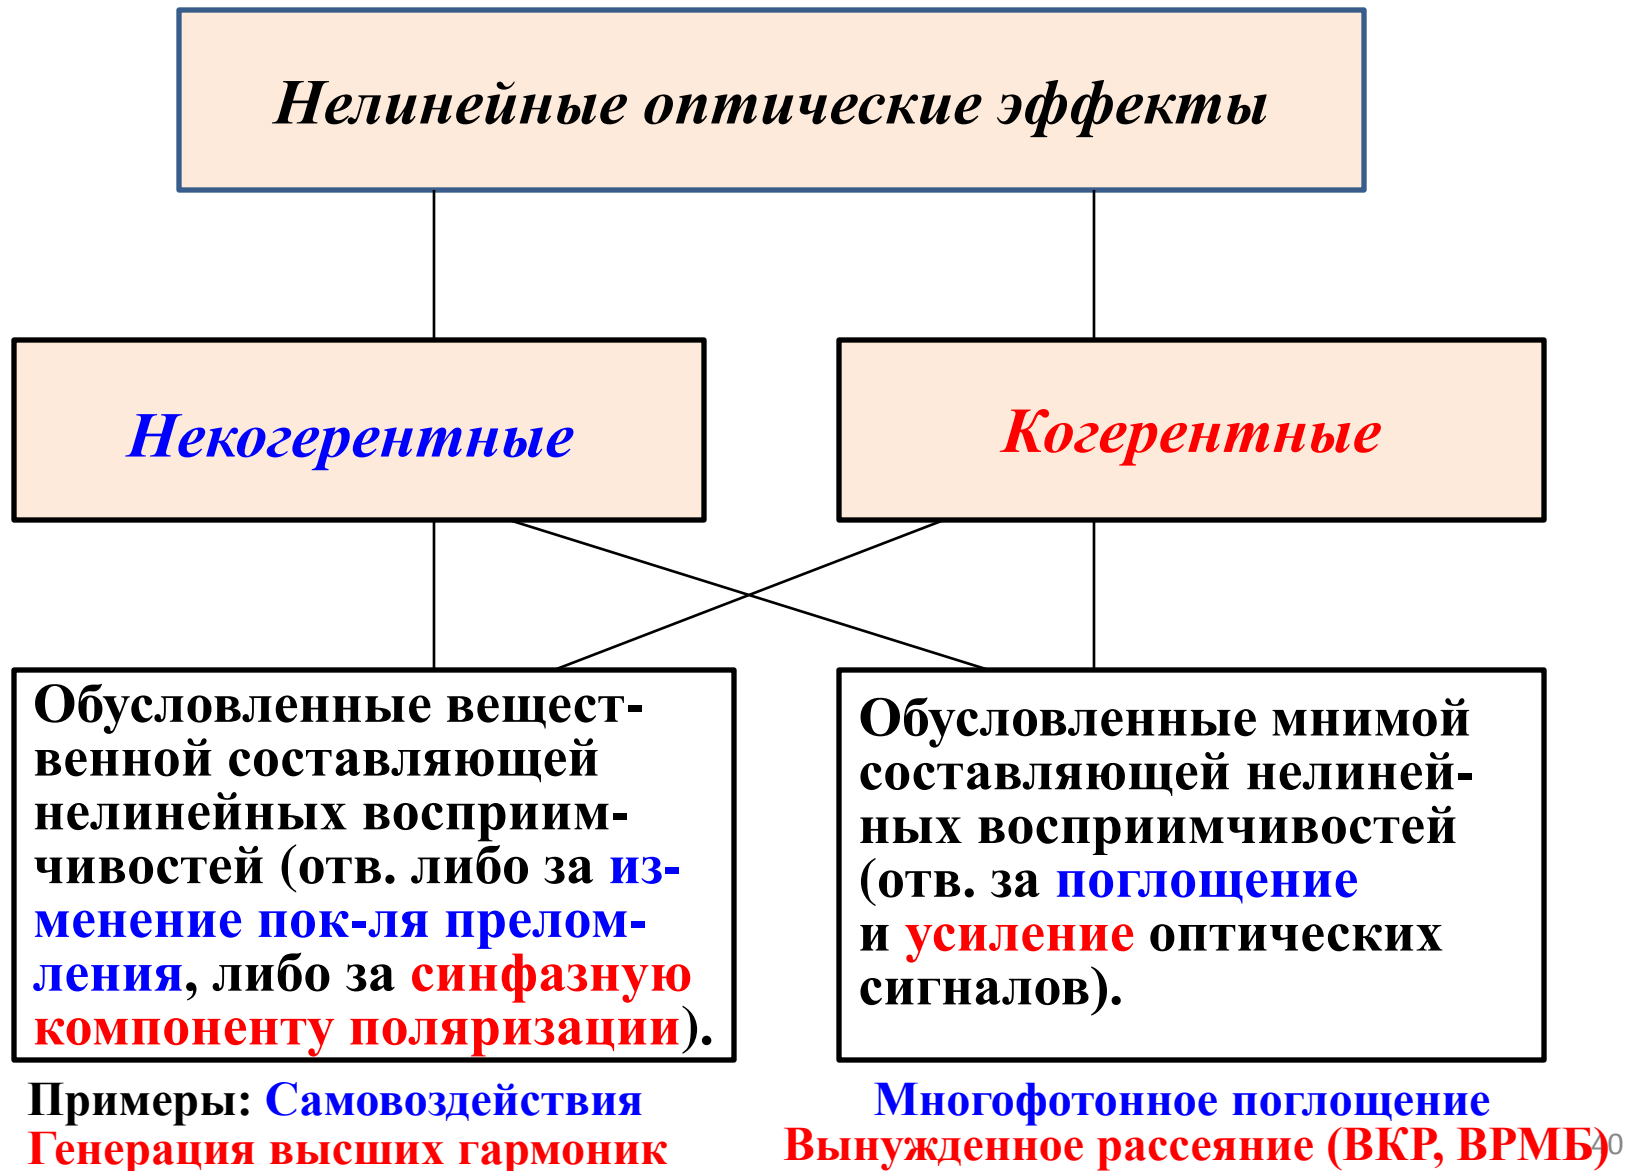 Нелинейные оптические эффекты
Некогерентные
Когерентные
Обусловленные вещест-
венной составляющей
нелинейных восприим-
чивостей (отв. либо за из-
менение пок-ля прелом-
ления, либо за синфазную
компоненту поляризации).
Обусловленные мнимой
составляющей нелиней-
ных восприимчивостей
(отв. за поглощение
и усиление оптических
сигналов).
Примеры: Самовоздействия
Генерация высших гармоник
Многофотонное поглощение
Вынужденное рассеяние (ВКР, ВРМБ)
40